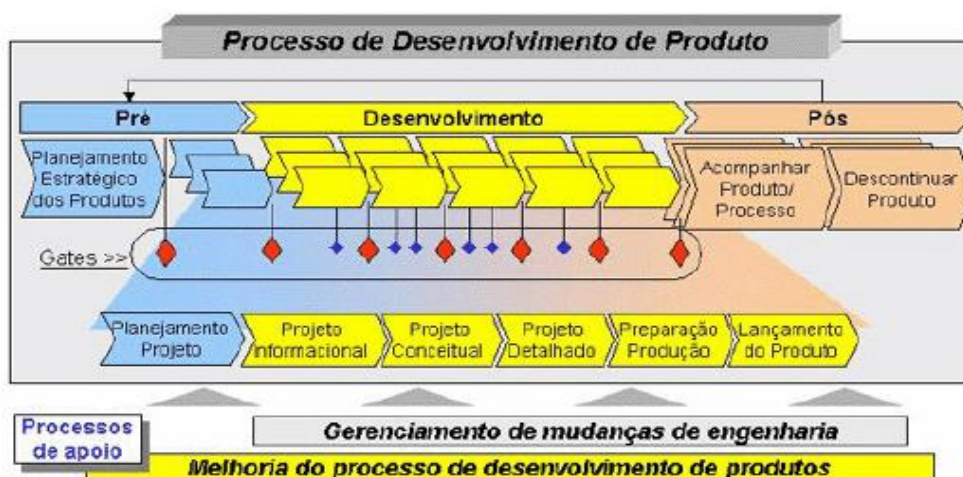 Processo de Desenvolvimento de Produto
Pré
Desenvolvimento
Pós
Planejamento
Estratégico
dos Produtos
Acompanhar
Produto/
Processo
Descontinuar
Produto
Gates >>
Planejamento
Projeto
Projeto
Informacional
Projeto
Conceitual
Projeto
Detalhado
Preparação
Produção
Lançamento
do Produto
Processos
de apoio
Gerenciamento de mudanças de engenharia
Melhoria do processo de desenvolvimento de produtos